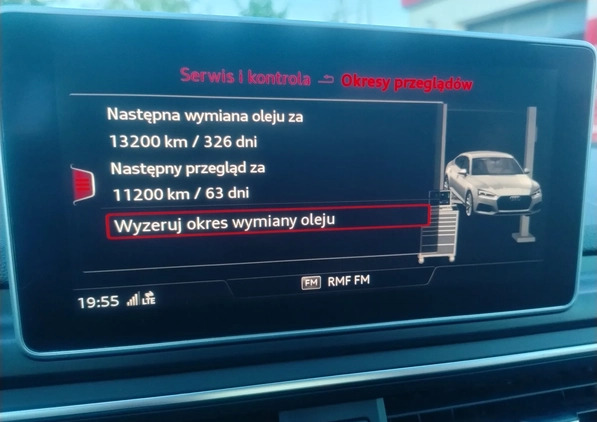 Serwis i kontrola Okresy przeglądów
Następna wymiana oleju za
13200 km / 326 dni
Następny przegląd za
11200 km / 63 dni
Wyzeruj okres wymiany oleju
FM RMF FM
19:55 LTE